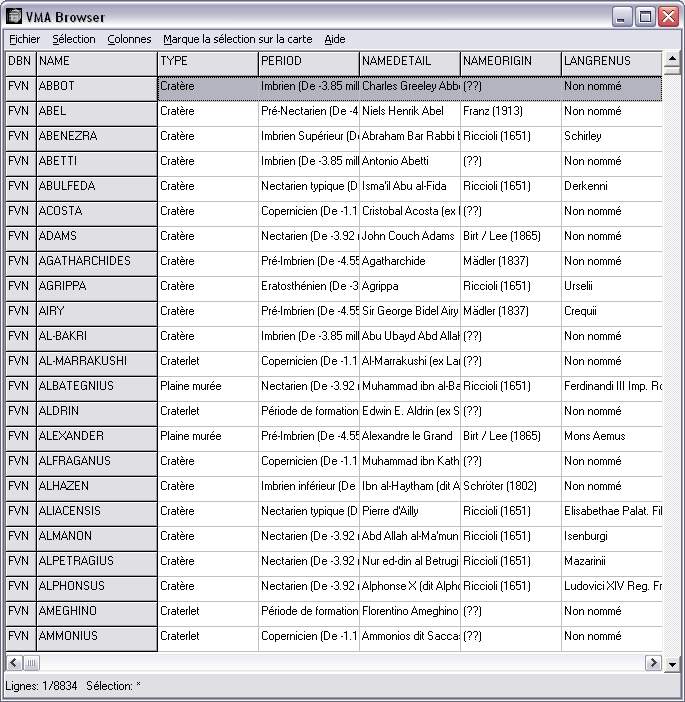 VMA Browser
Fichier Sélection Colonnes Marque la sélection sur la carte Aide
DBN NAME TYPE PERIOD NAMEDETAIL NAMEORIGIN LANGRENUS
FVN ABBOT Cratère Imbrien (De -3.85 mill Charles Greeley Abb (??) Non nommé
FVN ABEL Cratère Pré-Nectarien (De -4 Niels Henrik Abel Franz (1913) Non nommé
FVN ABENEZRA Cratère Imbrien Supérieur (De Abraham Bar Rabbi Riccioli (1651) Schirley
FVN ABETTI Cratère Imbrien (De -3.85 mill Antonio Abetti (??) Non nommé
FVN ABULFEDA Cratère Nectarien typique (D Isma'il Abu al-Fida Riccioli (1651) Derkenni
FVN ACOSTA Cratère Copernicien (De -1.1 Cristobal Acosta (ex (??) Non nommé
FVN ADAMS Cratère Nectarien (De -3.92 John Couch Adams Birt / Lee (1865) Non nommé
FVN AGATHARCHIDES Cratère Pré-Imbrien (De -4.55 Agatharchide Mädler (1837) Non nommé
FVN AGRIPPA Cratère Eratosthénien (De -3 Agrippa Riccioli (1651) Urselii
FVN AIRY Cratère Pré-Imbrien (De -4.55 Sir George Bidel Airy Mädler (1837) Crequii
FVN AL-BAKRI Cratère Imbrien (De -3.85 mill Abu Ubayd Abd Allah (??) Non nommé
FVN AL-MARRAKUSHI Craterlet Copernicien (De -1.1 Al-Marrakushi (ex La (??) Non nommé
FVN ALBATEGNIUS Plaine murée Nectarien (De -3.92 Muhammad ibn al-Ba Riccioli (1651) Ferdinandi III Imp. Ro
FVN ALDRIN Craterlet Période de formation Edwin E. Aldrin (ex S (??) Non nommé
FVN ALEXANDER Plaine murée Pré-Imbrien (De -4.55 Alexandre le Grand Birt / Lee (1865) Mons Aemus
FVN ALFRAGANUS Cratère Copernicien (De -1.1 Muhammad ibn Kath (??) Non nommé
FVN ALHAZEN Cratère Imbrien inférieur (De Ibn al-Haytham (dit A Schröter (1802) Non nommé
FVN ALIACENSIS Cratère Nectarien typique (D Pierre d'Ailly Riccioli (1651) Elisabethae Palat. Fil
FVN ALMANON Cratère Nectarien (De -3.92 Abd Allah al-Ma'mun Riccioli (1651) Isenburgi
FVN ALPETRAGIUS Cratère Nectarien (De -3.92 Nur ed-din al Betrugi Riccioli (1651) Mazarinii
FVN ALPHONSUS Cratère Nectarien (De -3.92 Alphonse X (dit Alpho Riccioli (1651) Ludovici XIV Reg. Fr
FVN AMEGHINO Craterlet Période de formation Florentino Ameghino (??) Non nommé
FVN AMMONIUS Craterlet Copernicien (De -1.1 Ammonios dit Sacca (??) Non nommé
Lignes: 1/8834 Sélection: *